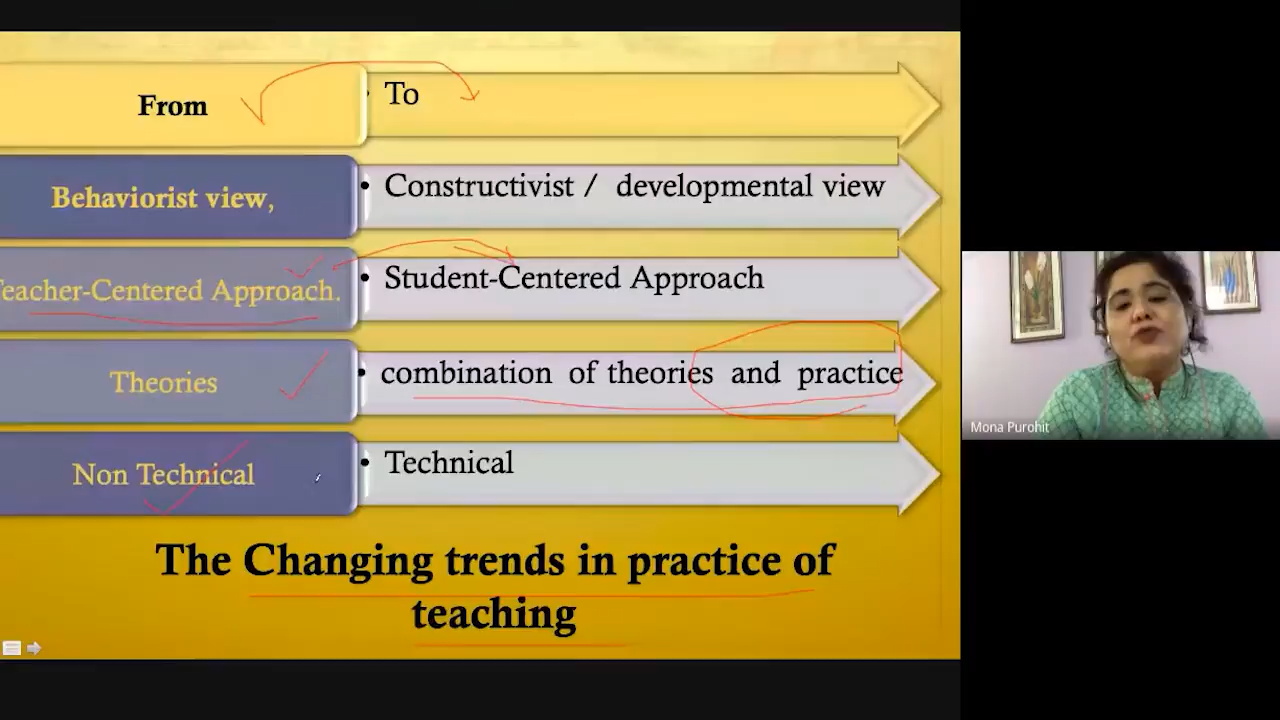 From
• To
Behaviorist view,
• Constructivist / developmental view
Teacher-Centered Approach.
• Student-Centered Approach
Theories
• combination of theories and practice
Non Technical
• Technical
The Changing trends in practice of
teaching
Mona Purohit